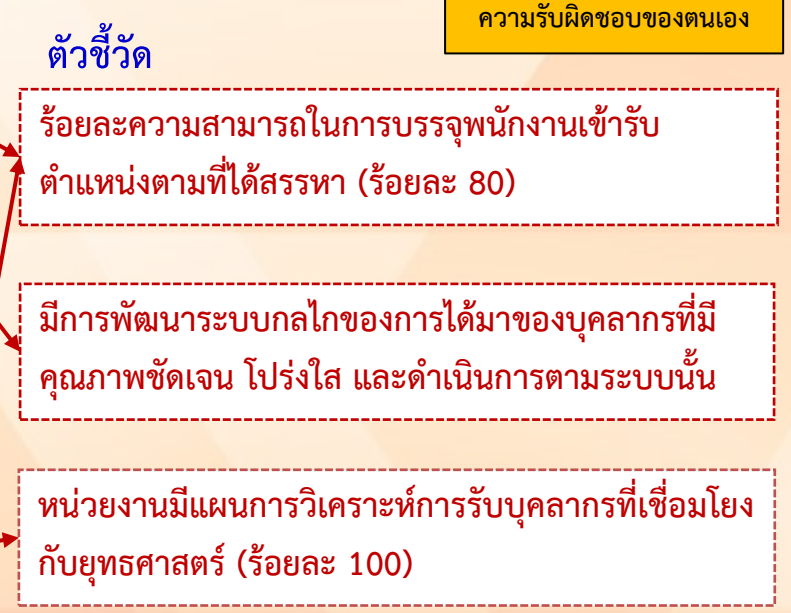 ความรับผิดชอบของตนเอง
ตัวชี้วัด
ร้อยละความสามารถในการบรรจุพนักงานเข้ารับ
ตำแหน่งตามที่ได้สรรหา (ร้อยละ 80)
มีการพัฒนาระบบกลไกของการได้มาของบุคลากรที่มี
คุณภาพชัดเจน โปร่งใส และดำเนินการตามระบบนั้น
หน่วยงานมีแผนการวิเคราะห์การรับบุคลากรที่เชื่อมโยง
กับยุทธศาสตร์ (ร้อยละ 100)